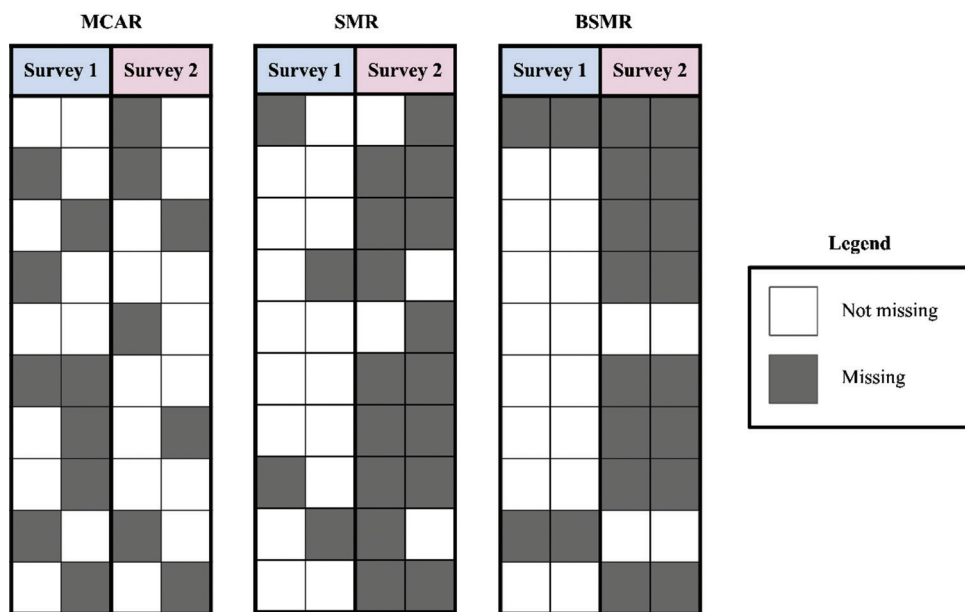 MCAR
SMR
BSMR
Survey 1
Survey 2
Survey 1
Survey 2
Survey 1
Survey 2
Legend
Not missing
Missing